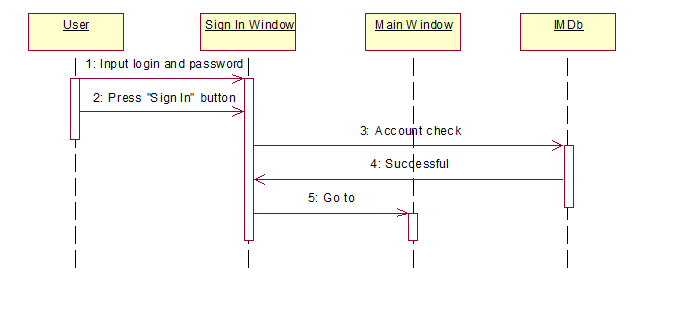 User
Sign In Window
Main Window
IMDb
1: Input login and password
2: Press "Sign In" button
3: Account check
4: Successful
5: Go to